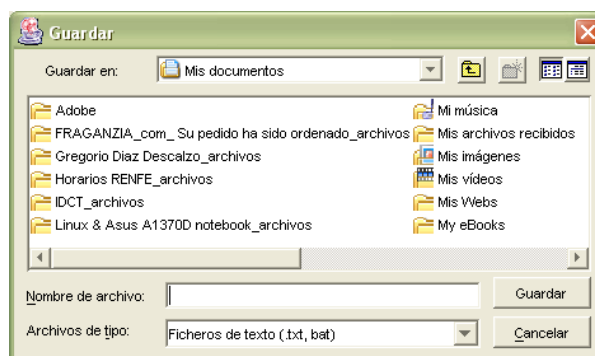 Guardar
Guardar en: Mis documentos
Adobe
FRAGANZIA_com_ Su pedido ha sido ordenado_archivos
Gregorio Diaz Descalzo_archivos
Horarios RENFE_archivos
IDCT_archivos
Linux & Asus A1370D notebook_archivos
Mi música
Mis archivos recibidos
Mis imágenes
Mis vídeos
Mis Webs
My eBooks
Nombre de archivo: Guardar
Archivos de tipo: Ficheros de texto (.txt, bat) Cancelar